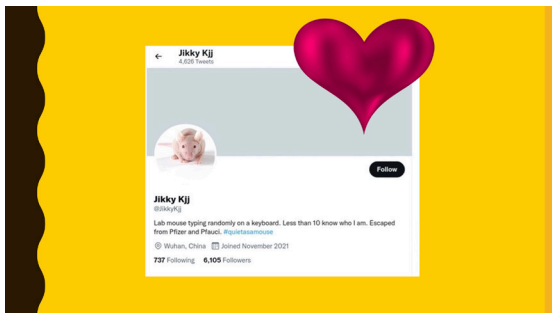 Jikky Kjj
4,626 Tweets
Follow
Jikky Kjj
@JikkyKjj
Lab mouse typing randomly on a keyboard. Less than 10 know who I am. Escaped
from Pfizer and Pfauci. #quietasamouse
Wuhan, China Joined November 2021
737 Following 6,105 Followers